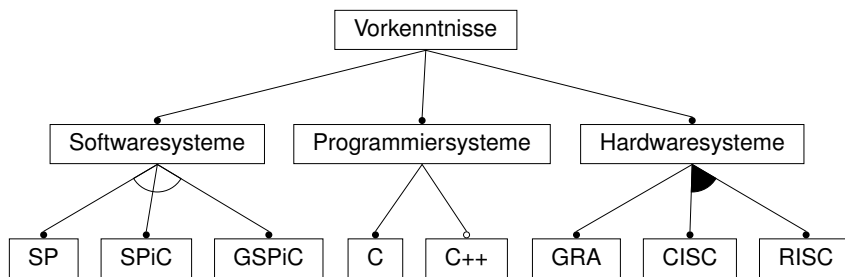 Vorkenntnisse
Softwaresysteme Programmiersysteme Hardwaresysteme
SP SPiC GSPiC C C++ GRA CISC RISC